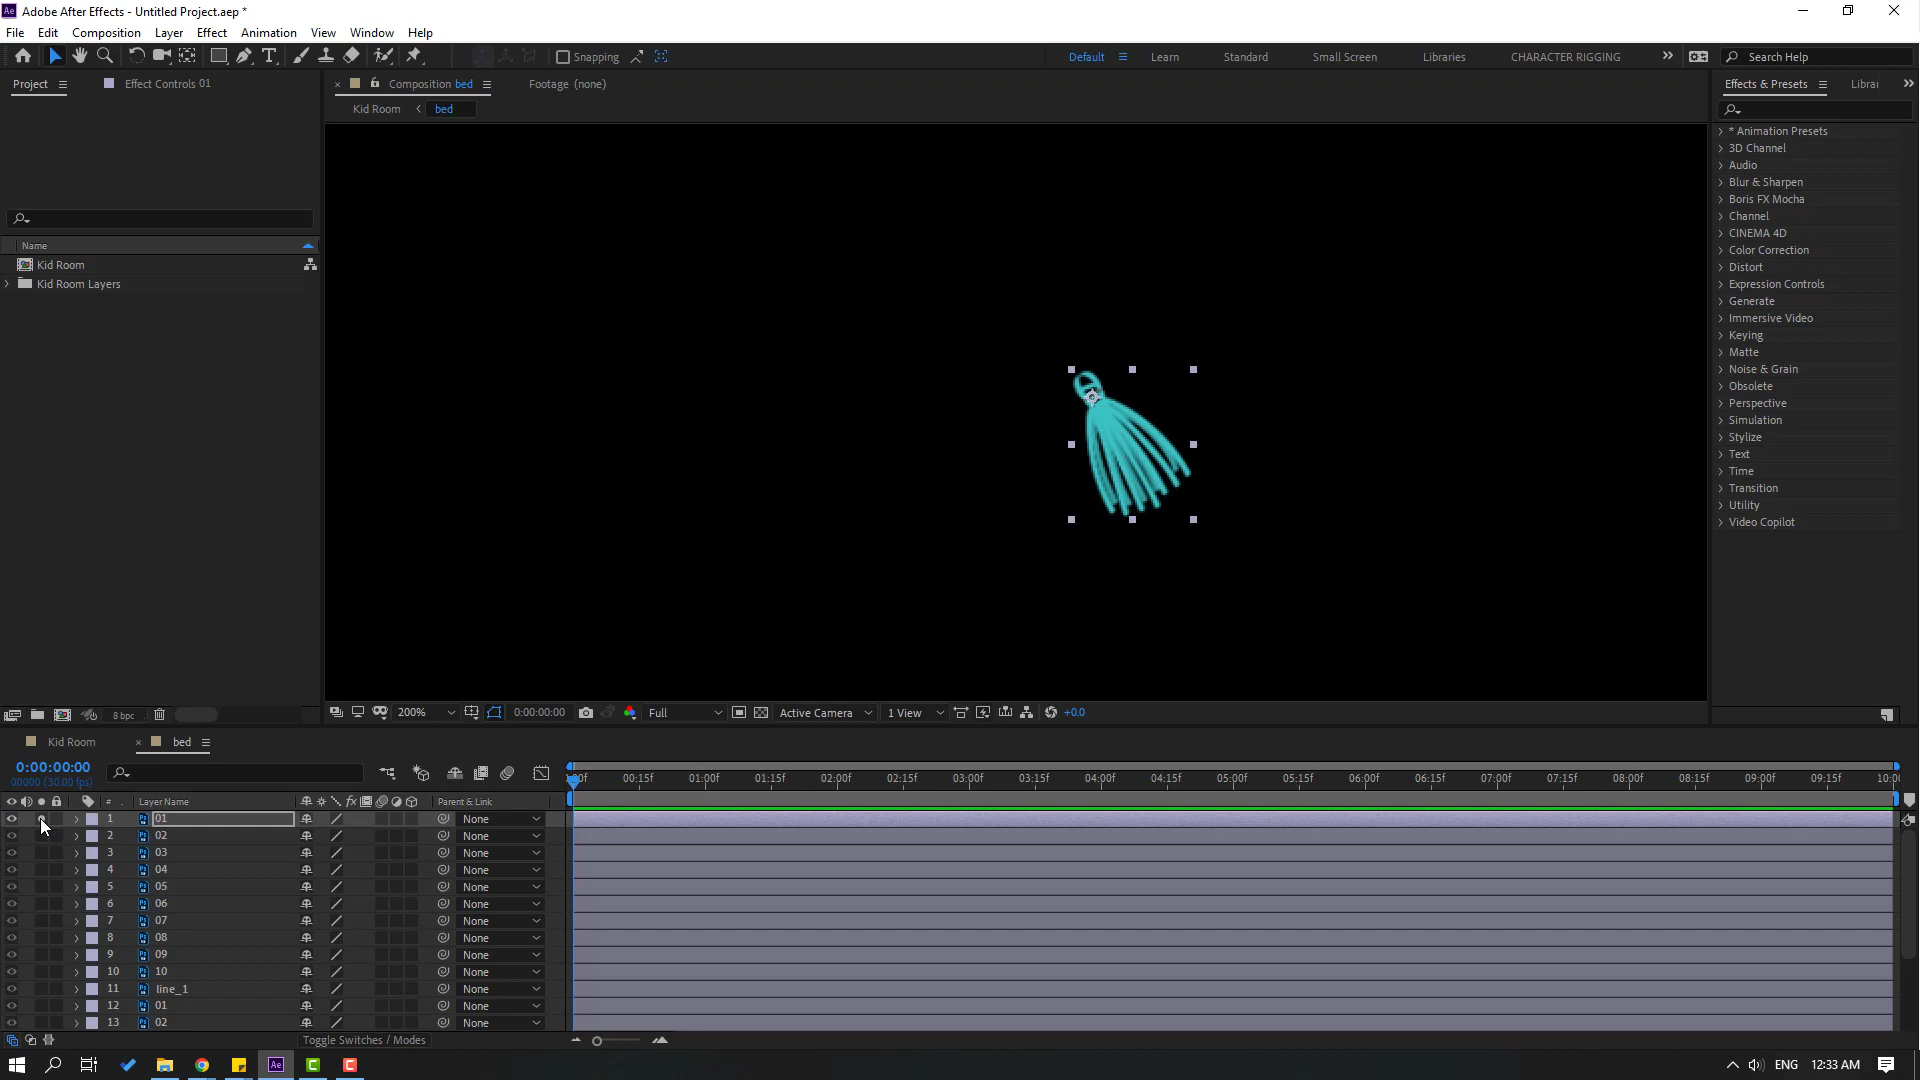 Adobe After Effects - Untitled Project.aep *
File Edit Composition Layer Effect Animation View Window Help
Snapping
Default Learn Standard Small Screen Libraries CHARACTER RIGGING
Search Help
Project Effect Controls 01
Composition bed Footage (none)
Kid Room bed
Name
Kid Room
Kid Room Layers
Effects & Presets
* Animation Presets
3D Channel
Audio
Blur & Sharpen
Boris FX Mocha
Channel
CINEMA 4D
Color Correction
Distort
Expression Controls
Generate
Immersive Video
Keying
Matte
Noise & Grain
Obsolete
Perspective
Simulation
Stylize
Text
Time
Transition
Utility
Video Copilot
8 bpc
200% 0:00:00:00 Full Active Camera 1 View +0.0
Kid Room bed
0:00:00:00
00000 (30.00 fps)
00:15f 01:00f 01:15f 02:00f 02:15f 03:00f 03:15f 04:00f 04:15f 05:00f 05:15f 06:00f 06:15f 07:00f 07:15f 08:00f 08:15f 09:00f 09:15f
# Layer Name Parent & Link
1 01 None
2 02 None
3 03 None
4 04 None
5 05 None
6 06 None
7 07 None
8 08 None
9 09 None
10 10 None
11 line_1 None
12 01 None
13 02 None
Toggle Switches / Modes
ENG 12:33 AM